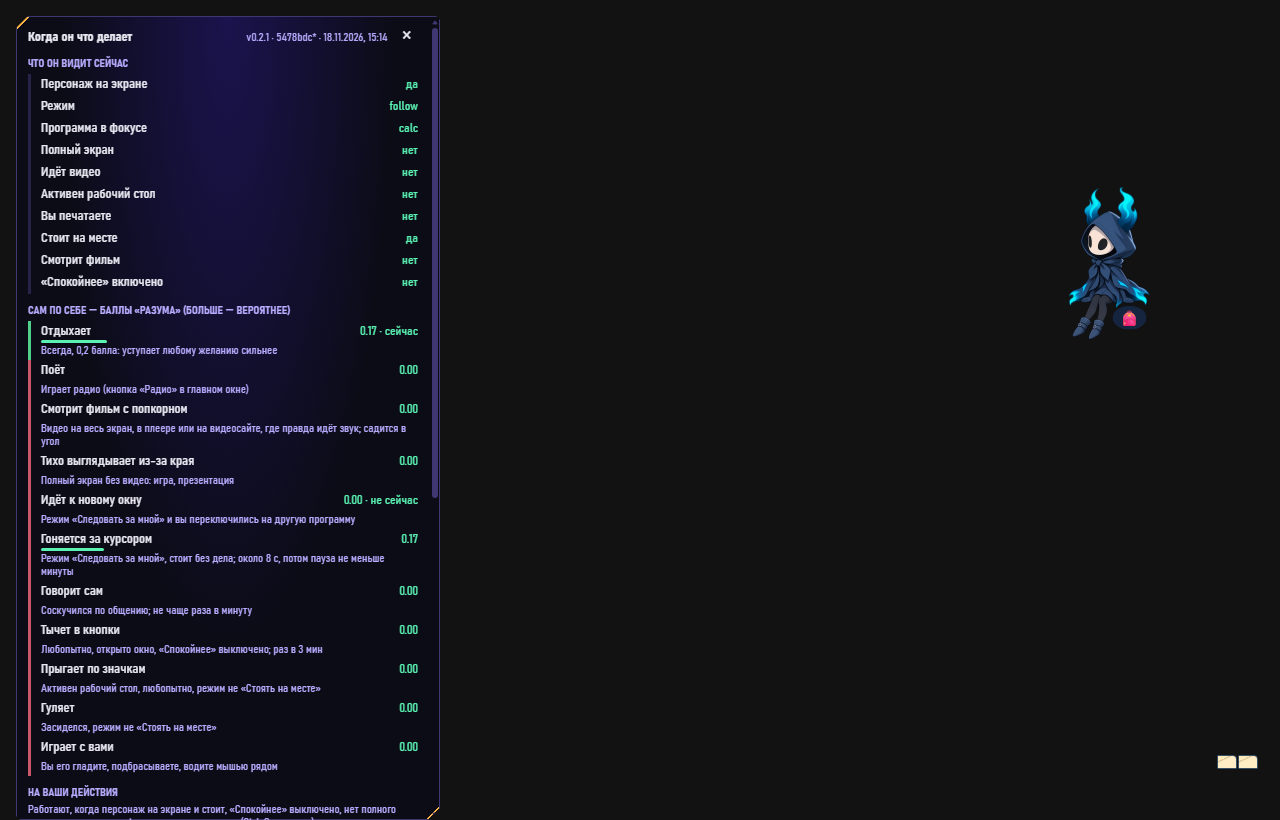 Когда он что делает
v0.2.1 · 5478bdc* · 18.11.2026, 15:14
ЧТО ОН ВИДИТ СЕЙЧАС
Персонаж на экране да
Режим follow
Программа в фокусе calc
Полный экран нет
Идёт видео нет
Активен рабочий стол нет
Вы печатаете нет
Стоит на месте да
Смотрит фильм нет
«Спокойнее» включено нет
САМ ПО СЕБЕ — БАЛЛЫ «РАЗУМА» (БОЛЬШЕ — ВЕРОЯТНЕЕ)
Отдыхает 0.17 · сейчас
Всегда, 0,2 балла: уступает любому желанию сильнее
Поёт 0.00
Играет радио (кнопка «Радио» в главном окне)
Смотрит фильм с попкорном 0.00
Видео на весь экран, в плеере или на видеосайте, где правда идёт звук; садится в
угол
Тихо выглядывает из-за края 0.00
Полный экран без видео: игра, презентация
Идёт к новому окну 0.00 · не сейчас
Режим «Следовать за мной» и вы переключились на другую программу
Гоняется за курсором 0.17
Режим «Следовать за мной», стоит без дела; около 8 с, потом пауза не меньше
минуты
Говорит сам 0.00
Соскучился по общению; не чаще раза в минуту
Тычет в кнопки 0.00
Любопытно, открыто окно, «Спокойнее» выключено; раз в 3 мин
Прыгает по значкам 0.00
Активен рабочий стол, любопытно, режим не «Стоять на месте»
Гуляет 0.00
Засиделся, режим не «Стоять на месте»
Играет с вами 0.00
Вы его гладите, подбрасываете, водите мышью рядом
НА ВАШИ ДЕЙСТВИЯ
Работают, когда персонаж на экране и стоит, «Спокойнее» выключено, нет полного